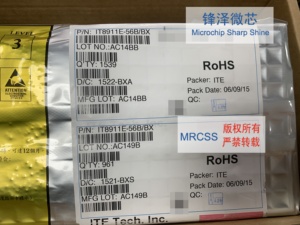 锋泽微芯
Microchip Sharp Shine
LEVEL
3
P/N: IT8911E-56B/BX
LOT NO.: AC14BB
Q'TY: 1539
D/C: 1522-BXA
MFG LOT: AC14BB
RoHS
Packer: ITE
Pack Date: 06/09/15
QC:
P/N: IT8911E-56B/BX
LOT NO.: AC149B
Q'TY: 961
D/C: 1521-BXS
MFG LOT: AC149B
MRCSS
版权所有
严禁转载
RoHS
Packer: ITE
Pack Date: 06/09/15
QC:
ITE Tech. Inc.